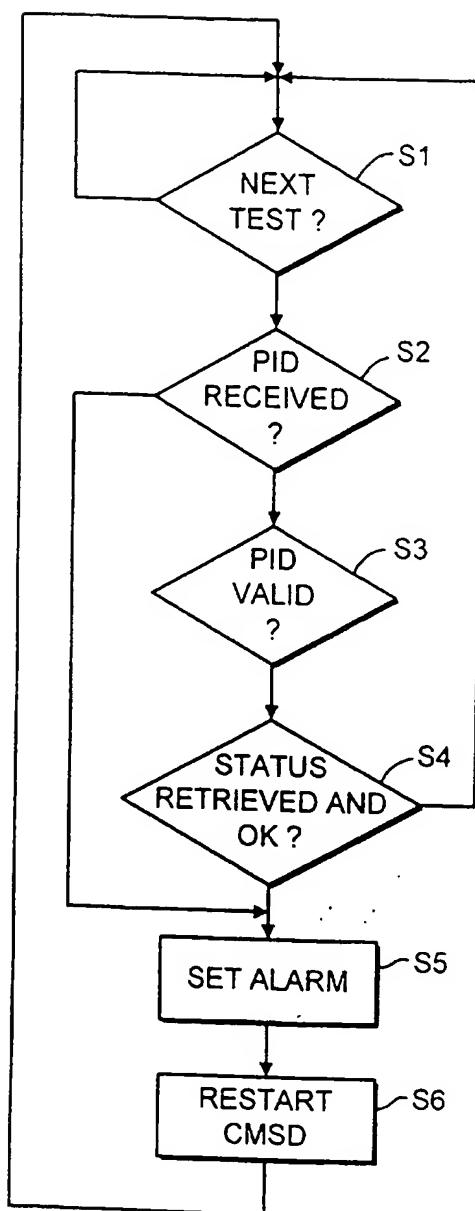 S1
NEXT
TEST ?
S2
PID
RECEIVED
?
S3
PID
VALID
?
S4
STATUS
RETRIEVED AND
OK ?
S5
SET ALARM
S6
RESTART
CMSD